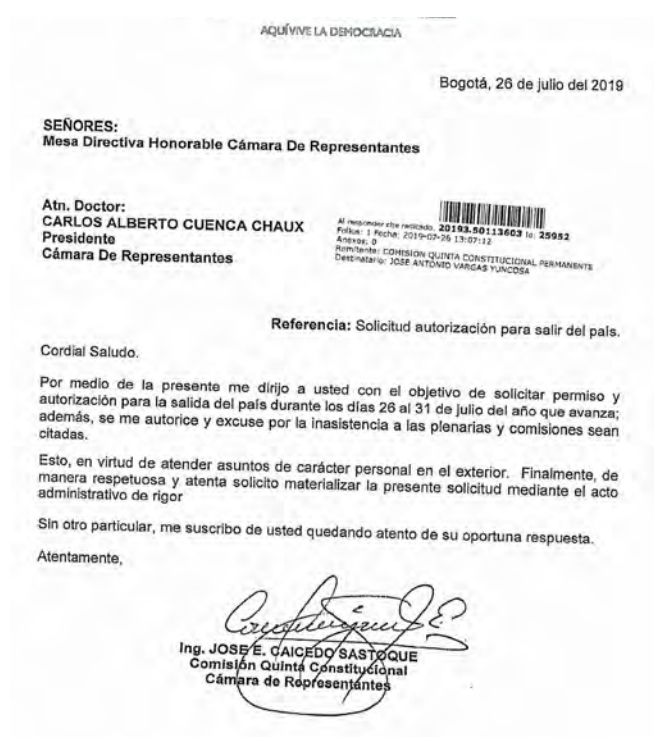 AQUÍVIVE LA DEMOCRACIA
Bogotá, 26 de julio del 2019
SEÑORES:
Mesa Directiva Honorable Cámara De Representantes
Atn. Doctor:
CARLOS ALBERTO CUENCA CHAUX
Presidente
Cámara De Representantes
Al responder cite radicado: 20193.50113603 Id: 25952
Folios: 1 Fecha: 2019-07-26 13:07:12
Anexos: 0
Remitente: COMISION QUINTA CONSTITUCIONAL PERMANENTE
Destinatario: JOSE ANTONIO VARGAS YUNCOSA
Referencia: Solicitud autorización para salir del país.
Cordial Saludo.
Por medio de la presente me dirijo a usted con el objetivo de solicitar permiso y
autorización para la salida del país durante los días 26 al 31 de julio del año que avanza;
además, se me autorice y excuse por la inasistencia a las plenarias y comisiones sean
citadas.
Esto, en virtud de atender asuntos de carácter personal en el exterior. Finalmente, de
manera respetuosa y atenta solicito materializar la presente solicitud mediante el acto
administrativo de rigor
Sin otro particular, me suscribo de usted quedando atento de su oportuna respuesta.
Atentamente,
Ing. JOSE E. CAICEDO SASTOQUE
Comisión Quinta Constitucional
Cámara de Representantes